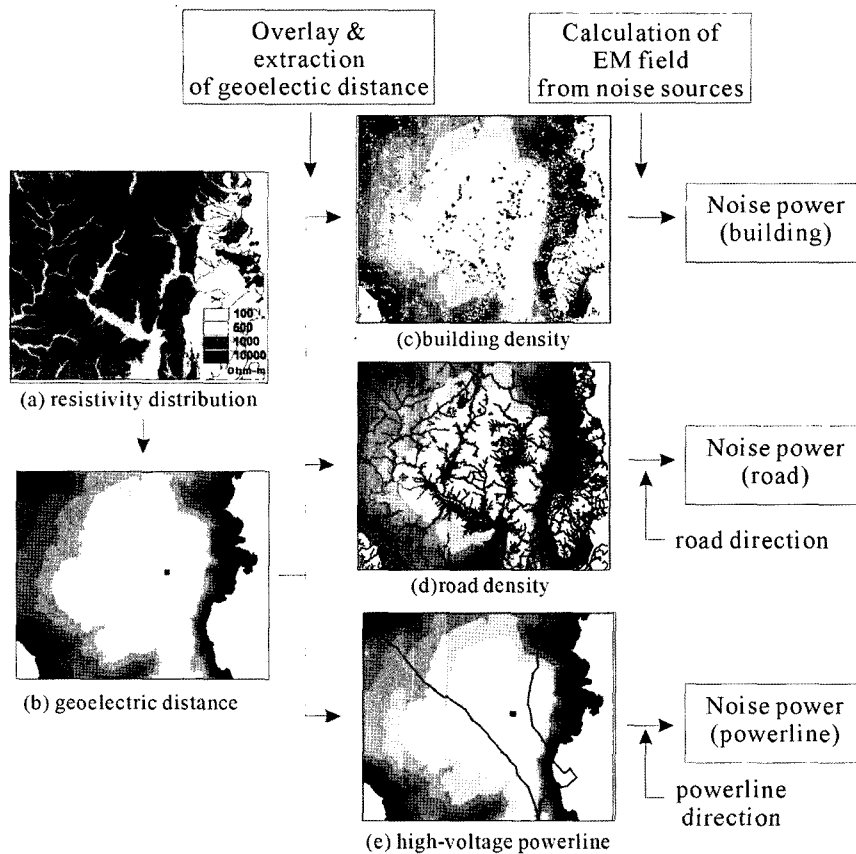 Overlay &
extraction
of geoelectic distance
Calculation of
EM field
from noise sources
100
500
1000
10000
Ohm-m
(a) resistivity distribution
(b) geoelectric distance
(c)building density
Noise power
(building)
(d)road density
Noise power
(road)
road direction
(e) high-voltage powerline
Noise power
(powerline)
powerline
direction